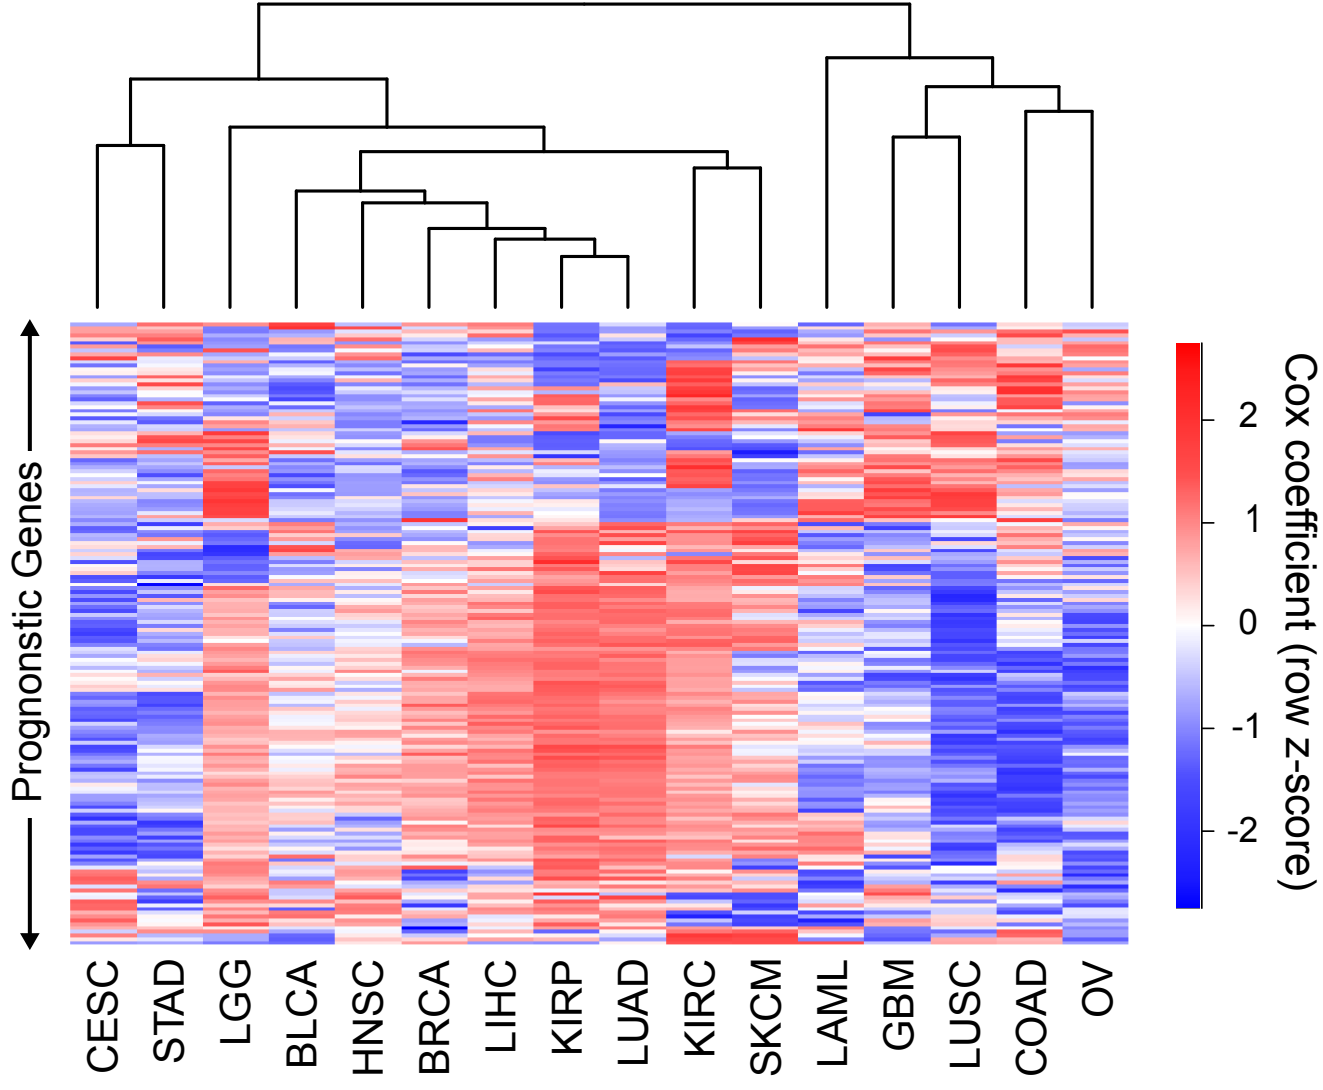 Prognonstic Genes
2
1
0
-1
-2
Cox coefficient (row z-score)
CESC
STAD
LGG
BLCA
HNSC
BRCA
LIHC
KIRP
LUAD
KIRC
SKCM
LAML
GBM
LUSC
COAD
OV